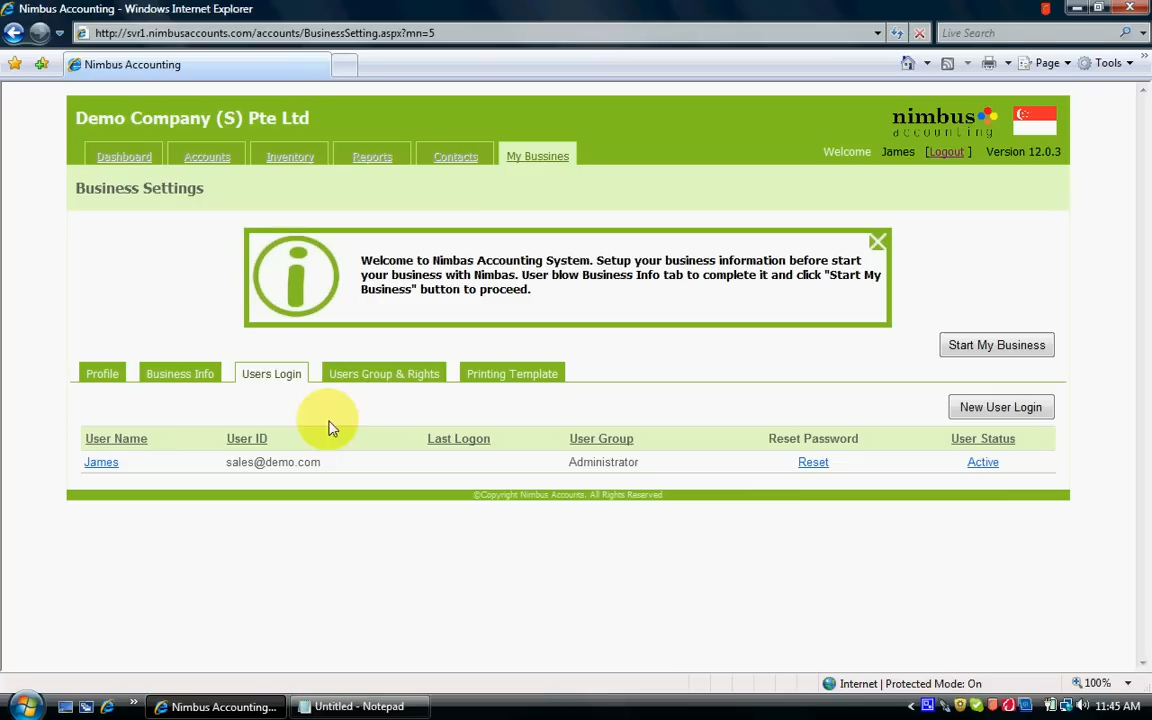 Nimbus Accounting - Windows Internet Explorer
http://svr1.nimbusaccounts.com/accounts/BusinessSetting.aspx?mn=5
Live Search
Nimbus Accounting
Page
Tools
Demo Company (S) Pte Ltd
nimbus
accounting
Dashboard Accounts Inventory Reports Contacts My Bussines
Welcome James [Logout ] Version 12.0.3
Business Settings
Welcome to Nimbas Accounting System. Setup your business information before start
your business with Nimbas. User blow Business Info tab to complete it and click "Start My
Business" button to proceed.
Start My Business
Profile Business Info Users Login Users Group & Rights Printing Template
New User Login
User Name User ID Last Logon User Group Reset Password User Status
James sales@demo.com Administrator Reset Active
©Copyright Nimbus Accounts. All Rights Reserved
Internet | Protected Mode: On
100%
Nimbus Accounting...
Untitled - Notepad
11:45 AM